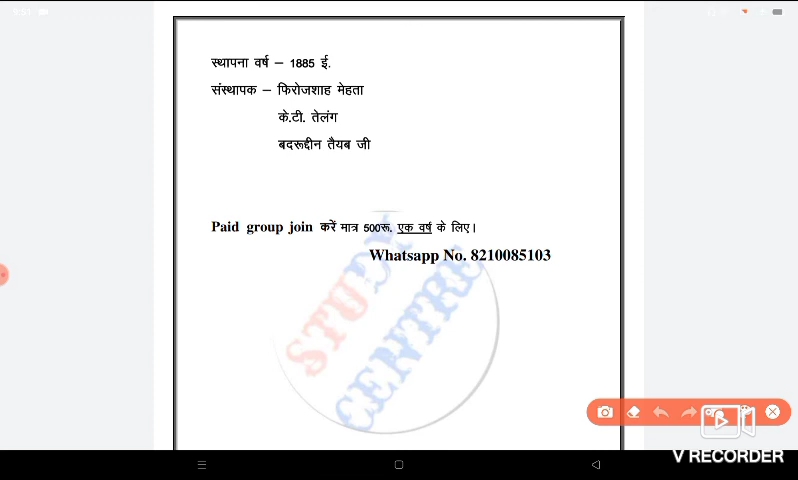 स्थापना वर्ष – 1885 ई.
संस्थापक – फिरोजशाह मेहता
के.टी. तेलंग
बदरूद्दीन तैयब जी
Paid group join करें मात्र 500रू. एक वर्ष के लिए।
Whatsapp No. 8210085103
STUDY
CENTRE
V RECORDER